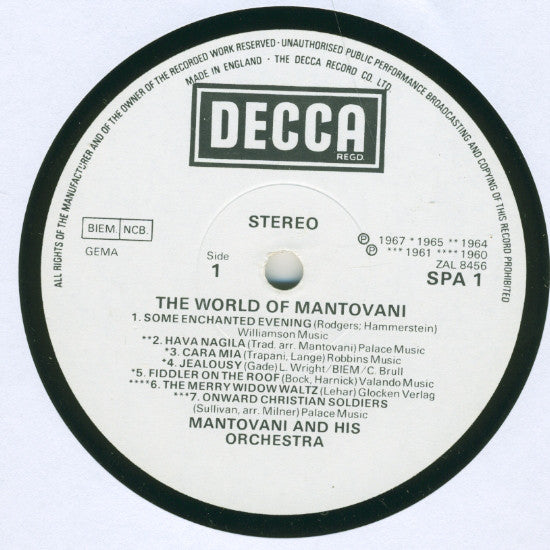 ALL RIGHTS OF THE MANUFACTURER AND OF THE OWNER OF THE RECORDED WORK RESERVED · UNAUTHORISED PUBLIC PERFORMANCE BROADCASTING AND COPYING OF THIS RECORD PROHIBITED
MADE IN ENGLAND · THE DECCA RECORD CO. LTD.
DECCA
REGD.
BIEM. NCB.
GEMA
STEREO
Side
1
Ⓟ 1967 * 1965 ** 1964
Ⓟ *** 1961 **** 1960
ZAL 8456
SPA 1
THE WORLD OF MANTOVANI
1. SOME ENCHANTED EVENING (Rodgers; Hammerstein)
Williamson Music
**2. HAVA NAGILA (Trad. arr. Mantovani) Palace Music
*3. CARA MIA (Trapani, Lange) Robbins Music
*4. JEALOUSY (Gade) L. Wright/BIEM/C. Brull
*5. FIDDLER ON THE ROOF (Bock, Harnick) Valando Music
****6. THE MERRY WIDOW WALTZ (Lehar) Glocken Verlag
***7. ONWARD CHRISTIAN SOLDIERS
(Sullivan, arr. Milner) Palace Music
MANTOVANI AND HIS
ORCHESTRA